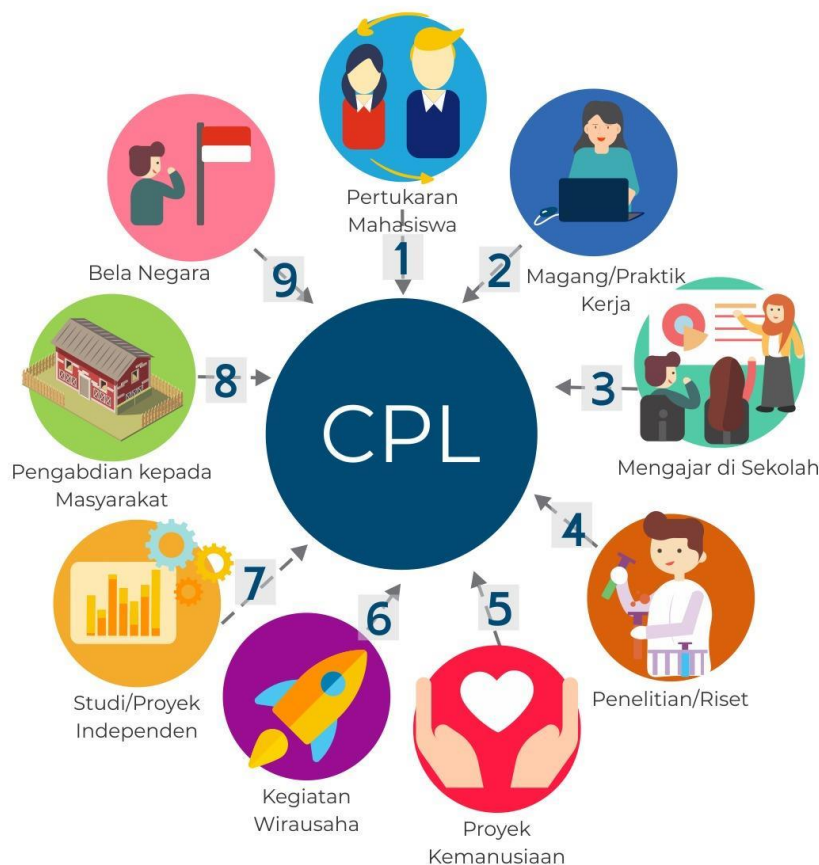 Pertukaran
Mahasiswa
1
2
Magang/Praktik
Kerja
3
Mengajar di Sekolah
4
Penelitian/Riset
5
Proyek
Kemanusiaan
6
Kegiatan
Wirausaha
7
Studi/Proyek
Independen
8
Pengabdian kepada
Masyarakat
9
Bela Negara
CPL